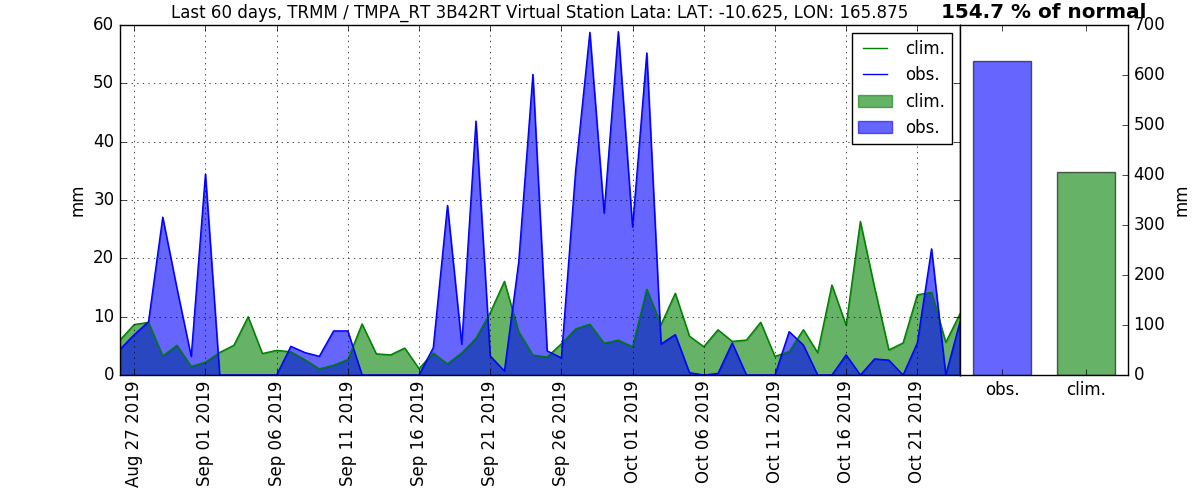 Last 60 days, TRMM / TMPA_RT 3B42RT Virtual Station Lata: LAT: -10.625, LON: 165.875
154.7 % of normal
60
50
40
30
20
10
0
mm
clim.
obs.
clim.
obs.
700
600
500
400
300
200
100
0
mm
obs.
clim.
Aug 27 2019
Sep 01 2019
Sep 06 2019
Sep 11 2019
Sep 16 2019
Sep 21 2019
Sep 26 2019
Oct 01 2019
Oct 06 2019
Oct 11 2019
Oct 16 2019
Oct 21 2019